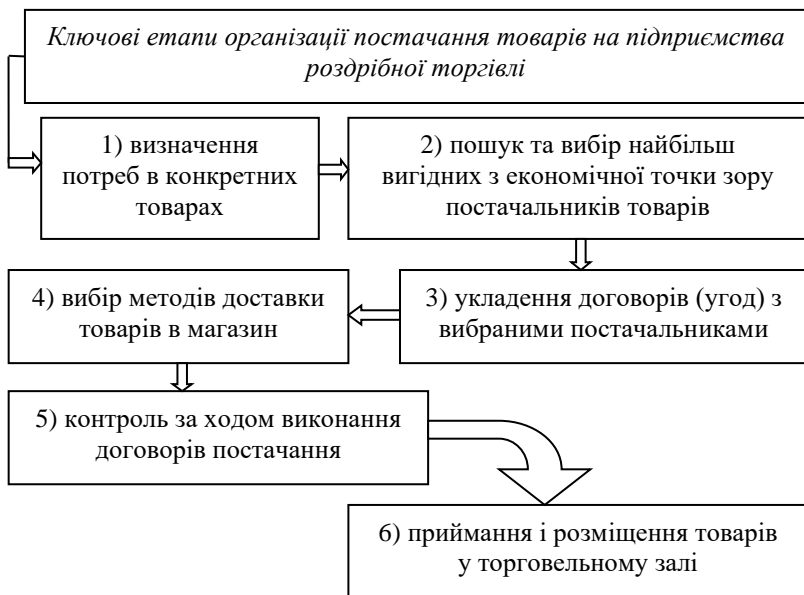 Ключові етапи організації постачання товарів на підприємства
роздрібної торгівлі
1) визначення
потреб в конкретних
товарах
2) пошук та вибір найбільш
вигідних з економічної точки зору
постачальників товарів
3) укладення договорів (угод) з
вибраними постачальниками
4) вибір методів доставки
товарів в магазин
5) контроль за ходом виконання
договорів постачання
6) приймання і розміщення товарів
у торговельному залі